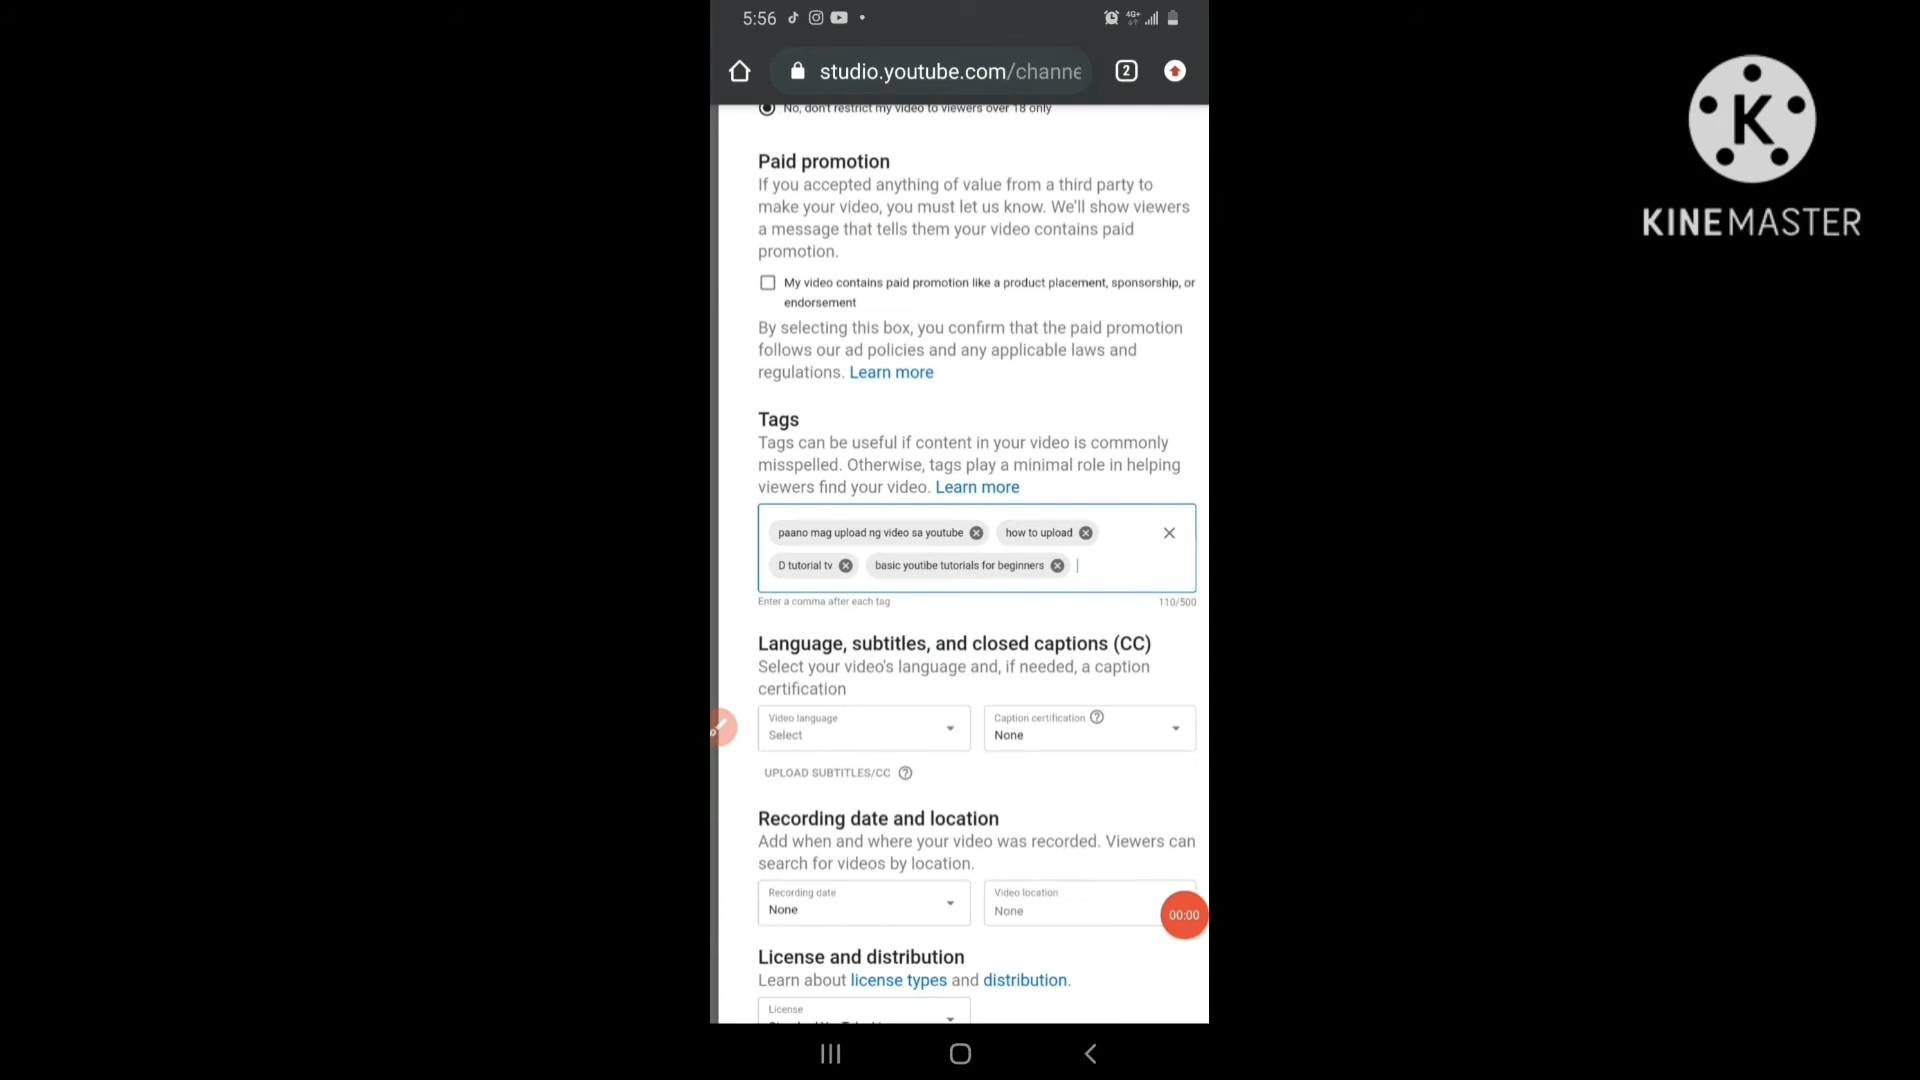 5:56
4G+
studio.youtube.com/channe
2
No, don't restrict my video to viewers over 18 only
K
KINEMASTER
Paid promotion
If you accepted anything of value from a third party to
make your video, you must let us know. We'll show viewers
a message that tells them your video contains paid
promotion.
My video contains paid promotion like a product placement, sponsorship, or
endorsement
By selecting this box, you confirm that the paid promotion
follows our ad policies and any applicable laws and
regulations. Learn more
Tags
Tags can be useful if content in your video is commonly
misspelled. Otherwise, tags play a minimal role in helping
viewers find your video. Learn more
paano mag upload ng video sa youtube how to upload
D tutorial tv basic youtibe tutorials for beginners
Enter a comma after each tag 110/500
Language, subtitles, and closed captions (CC)
Select your video's language and, if needed, a caption
certification
Video language Caption certification
Select None
UPLOAD SUBTITLES/CC
Recording date and location
Add when and where your video was recorded. Viewers can
search for videos by location.
Recording date Video location
None None
00:00
License and distribution
Learn about license types and distribution.
License